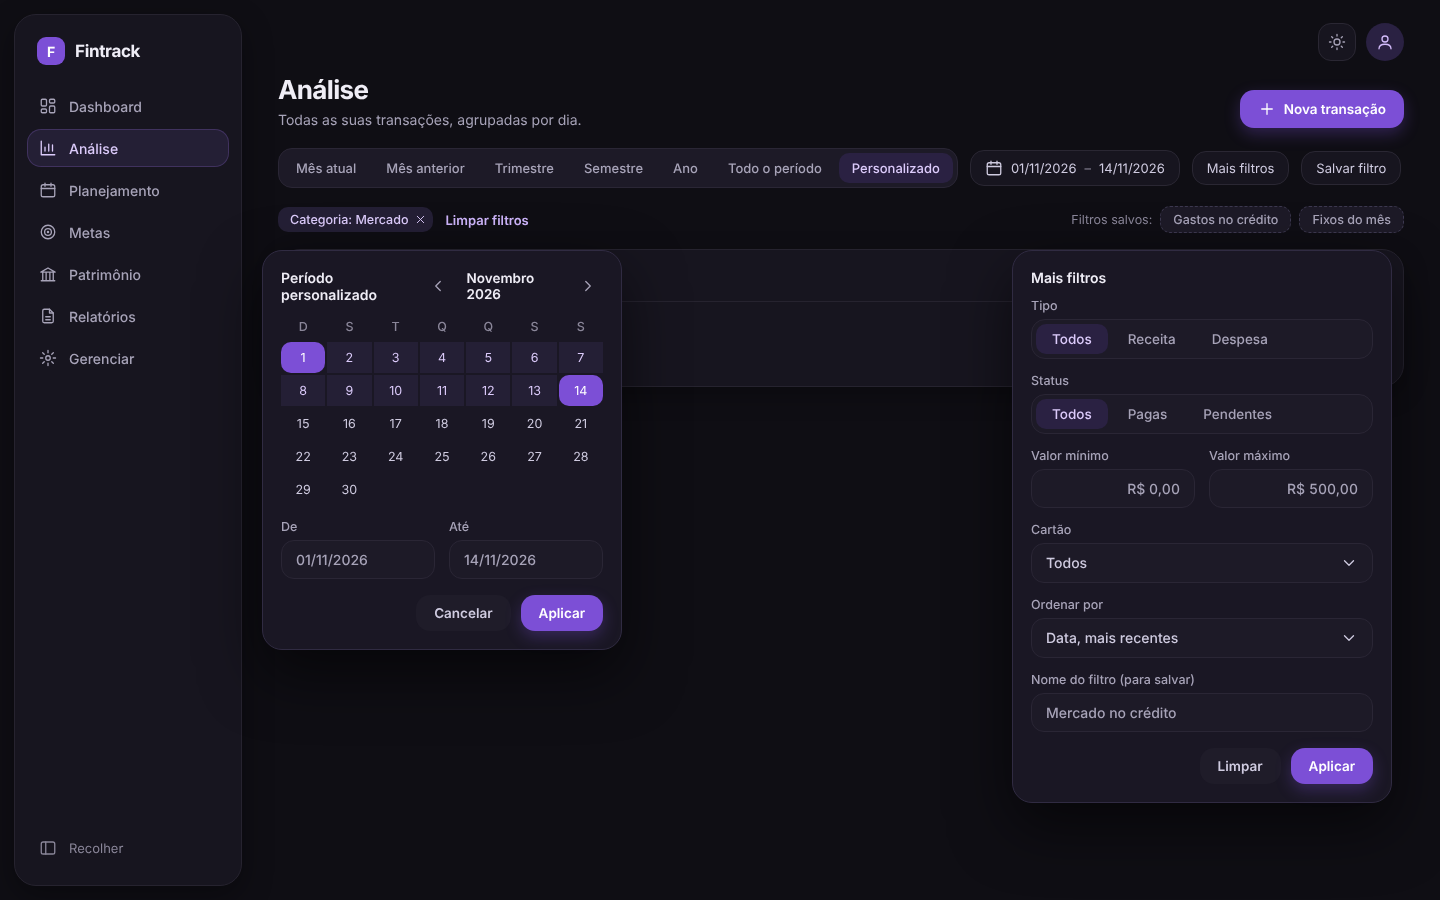 F Fintrack
Dashboard
Análise
Planejamento
Metas
Patrimônio
Relatórios
Gerenciar
Recolher
Análise
Todas as suas transações, agrupadas por dia.
Nova transação
Mês atual Mês anterior Trimestre Semestre Ano Todo o período Personalizado
01/11/2026 – 14/11/2026
Mais filtros
Salvar filtro
Categoria: Mercado
Limpar filtros
Filtros salvos: Gastos no crédito Fixos do mês
Período
personalizado
Novembro
2026
D S T Q Q S S
1 2 3 4 5 6 7
8 9 10 11 12 13 14
15 16 17 18 19 20 21
22 23 24 25 26 27 28
29 30
De Até
01/11/2026 14/11/2026
Cancelar Aplicar
Mais filtros
Tipo
Todos Receita Despesa
Status
Todos Pagas Pendentes
Valor mínimo Valor máximo
R$ 0,00 R$ 500,00
Cartão
Todos
Ordenar por
Data, mais recentes
Nome do filtro (para salvar)
Mercado no crédito
Limpar Aplicar